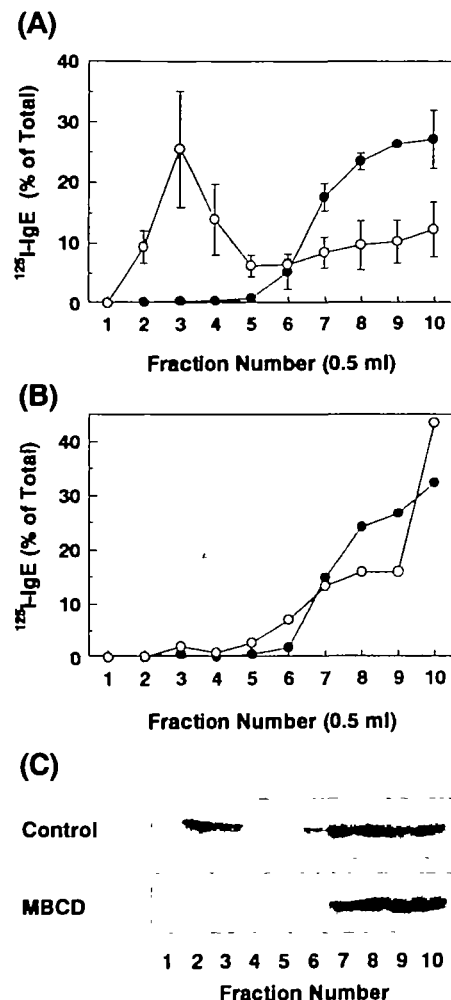 (A)
40
30
20
10
0
¹²⁵I-IgE (% of Total)
1 2 3 4 5 6 7 8 9 10
Fraction Number (0.5 ml)
(B)
40
30
20
10
0
¹²⁵I-IgE (% of Total)
1 2 3 4 5 6 7 8 9 10
Fraction Number (0.5 ml)
(C)
Control
MBCD
1 2 3 4 5 6 7 8 9 10
Fraction Number